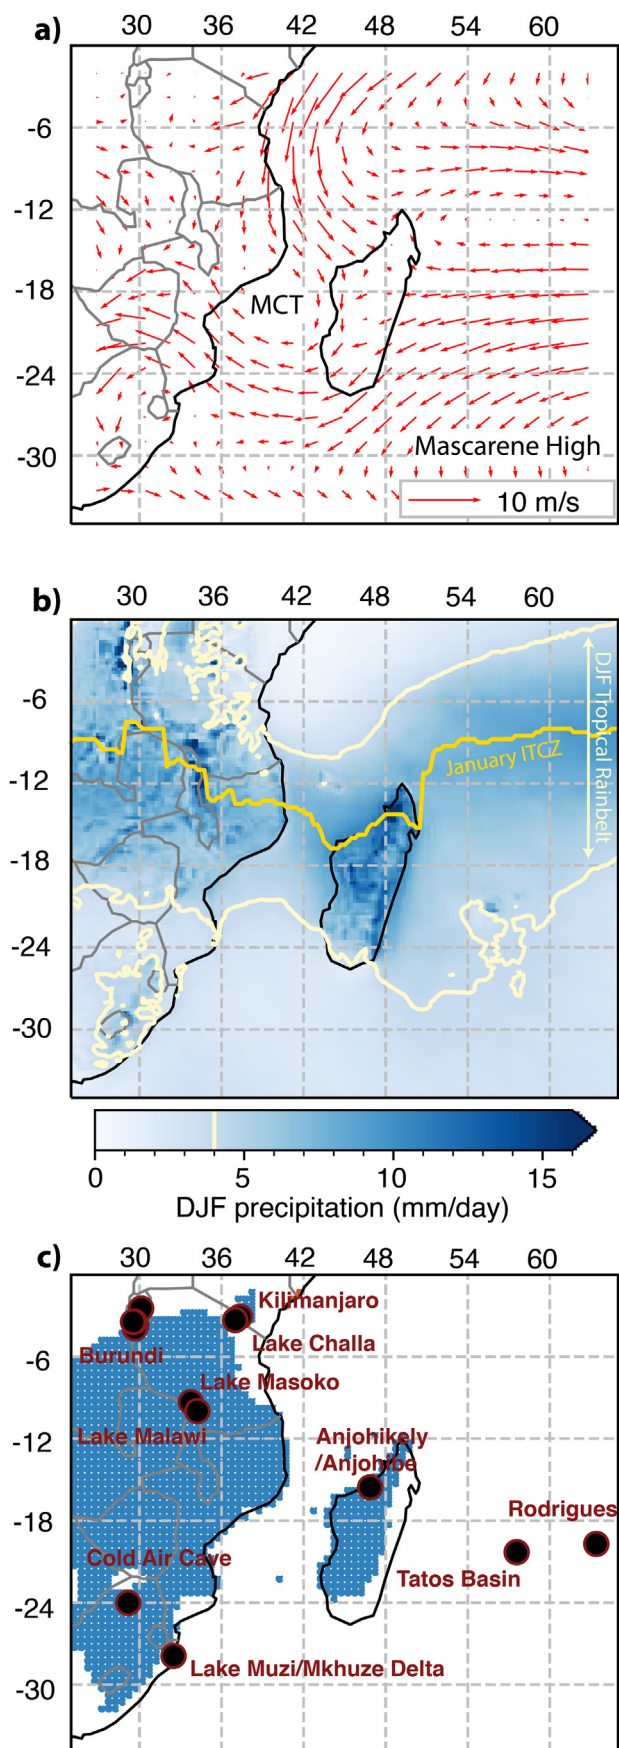 a)
30 36 42 48 54 60
-6
-12
-18
MCT
-24
Mascarene High
-30
10 m/s
b)
30 36 42 48 54 60
DJF Tropical Rainbelt
-6
January ITCZ
-12
-18
-24
-30
0 5 10 15
DJF precipitation (mm/day)
c)
30 36 42 48 54 60
Kilimanjaro
Lake Challa
Burundi
-6
Lake Masoko
Lake Malawi
Anjohikely
-12
/Anjohibe
Rodrigues
-18
Cold Air Cave
Tatos Basin
-24
Lake Muzi/Mkhuze Delta
-30